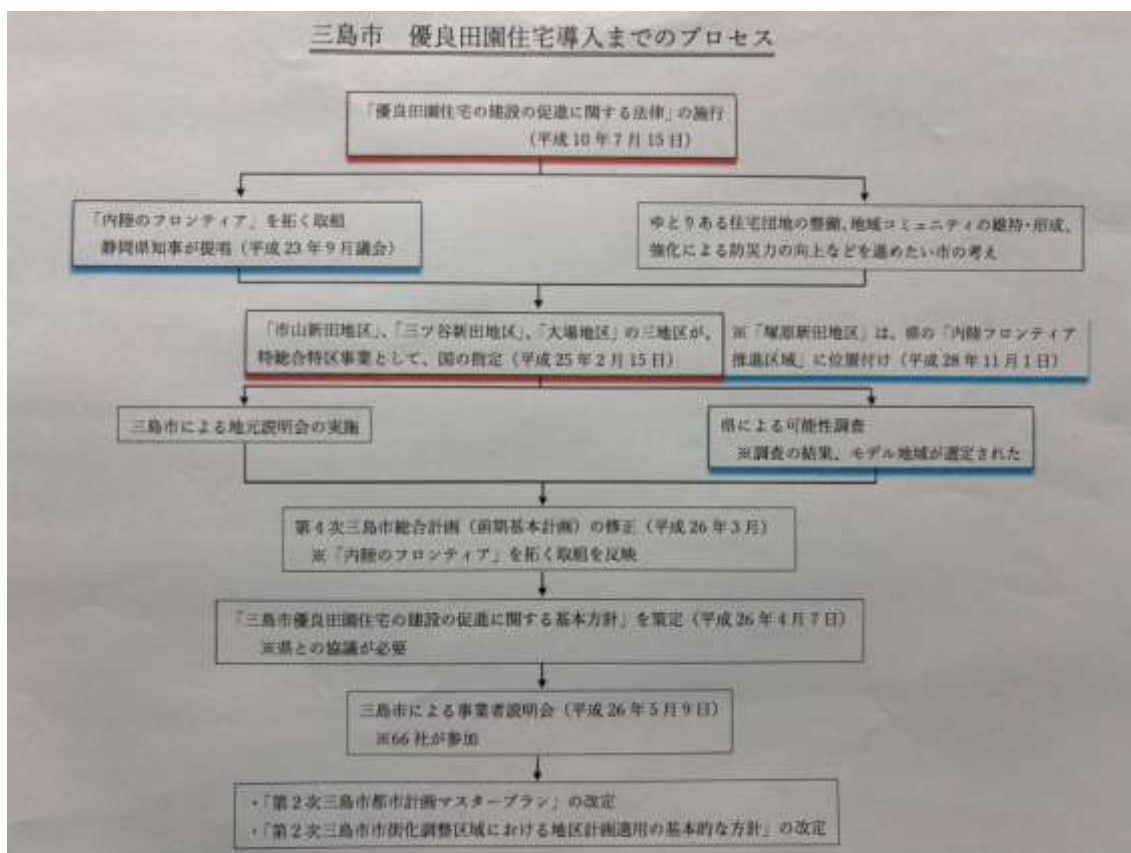 三島市 優良田園住宅導入までのプロセス
「優良田園住宅の建設の促進に関する法律」の施行
（平成10年7月15日）
「内陸のフロンティア」を拓く取組
静岡県知事が提唱（平成23年9月議会）
ゆとりある住宅団地の整備、地域コミュニティの維持・形成、
強化による防災力の向上などを進めたい市の考え
「市山新田地区」、「三ツ谷新田地区」、「大場地区」の三地区が、
特総合特区事業として、国の指定（平成25年2月15日）
※「塚原新田地区」は、県の「内陸フロンティア
推進区域」に位置付け（平成28年11月1日）
三島市による地元説明会の実施
県による可能性調査
※調査の結果、モデル地域が選定された
第4次三島市総合計画（前期基本計画）の修正（平成26年3月）
※「内陸のフロンティア」を拓く取組を反映
「三島市優良田園住宅の建設の促進に関する基本方針」を策定（平成26年4月7日）
※県との協議が必要
三島市による事業者説明会（平成26年5月9日）
※66社が参加
・「第2次三島市都市計画マスタープラン」の改定
・「第2次三島市市街化調整区域における地区計画適用の基本的な方針」の改定